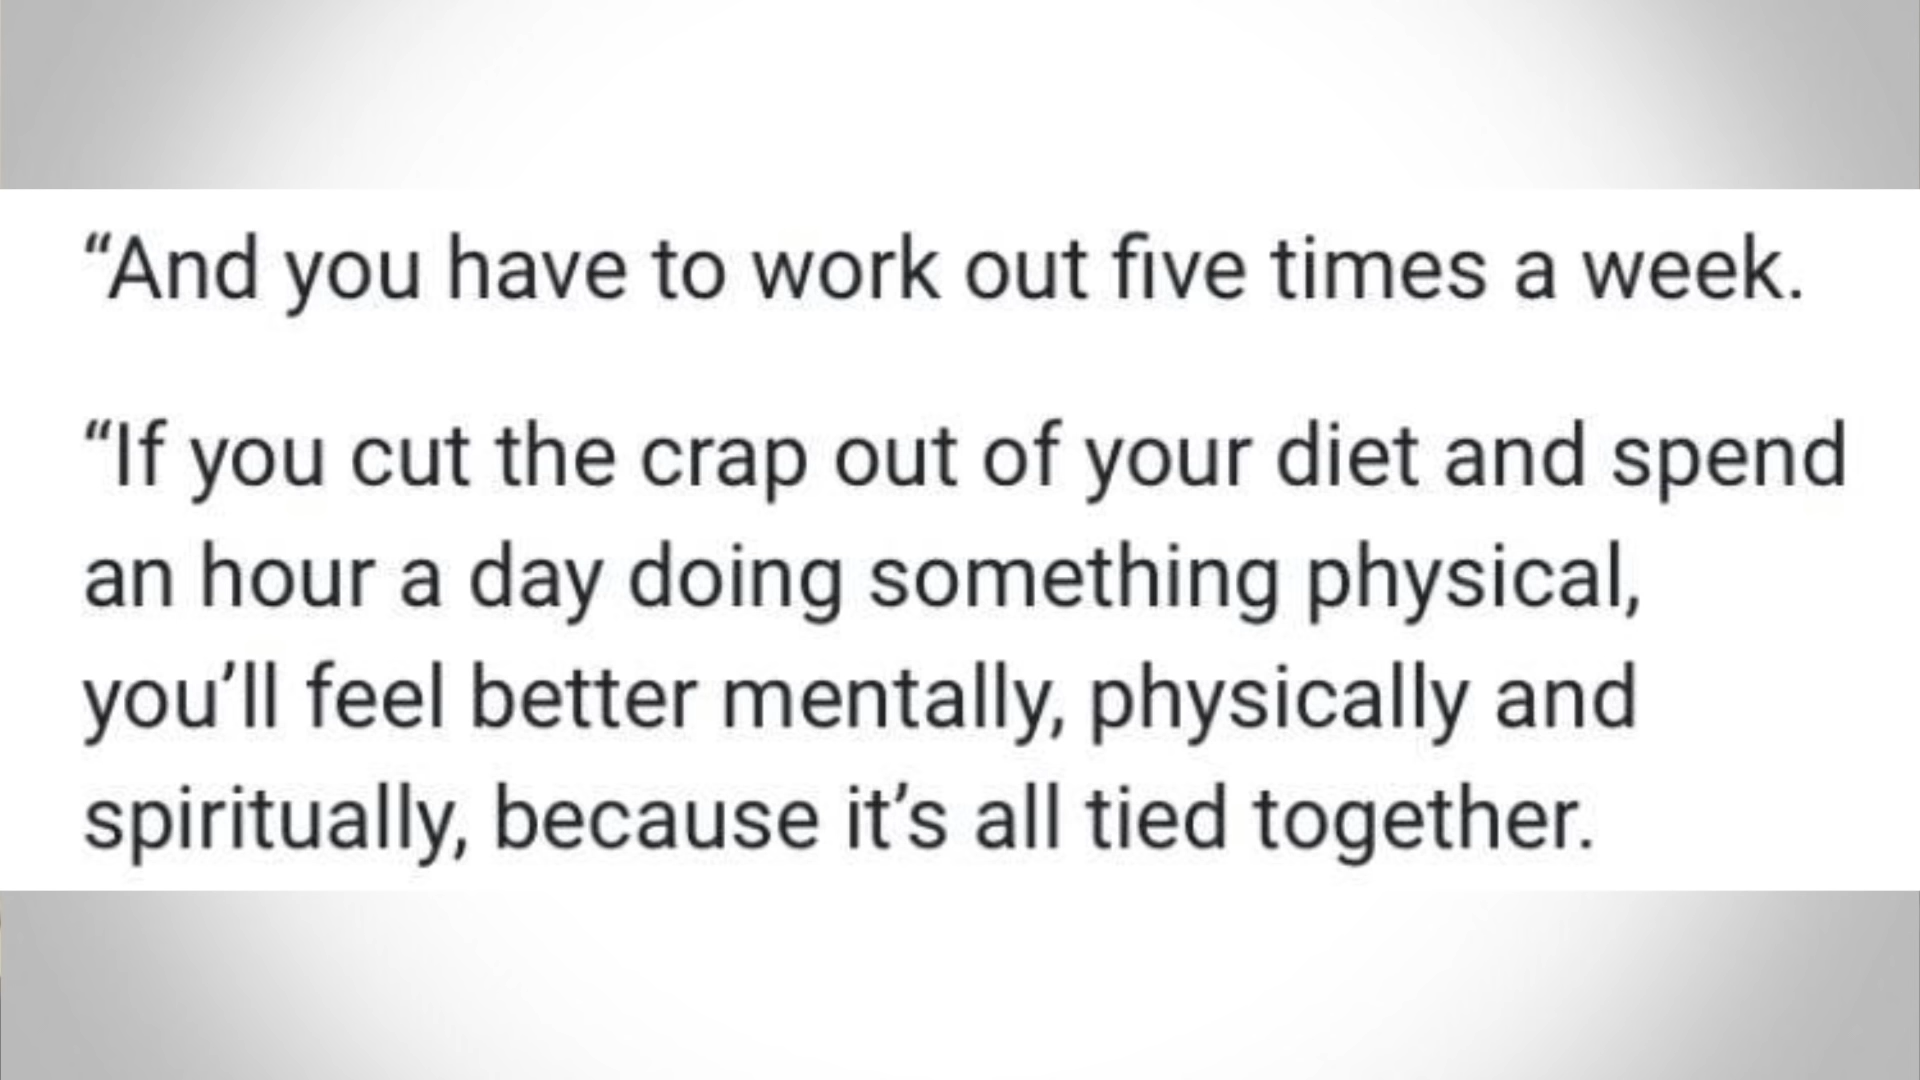 “And you have to work out five times a week.
“If you cut the crap out of your diet and spend
an hour a day doing something physical,
you’ll feel better mentally, physically and
spiritually, because it’s all tied together.